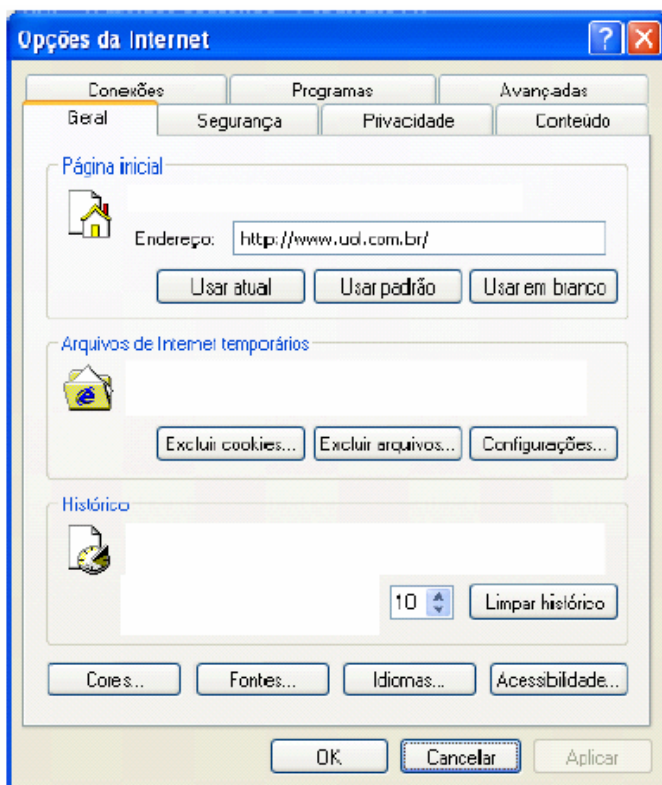 Opções da Internet
Conexões Programas Avançadas
Geral Segurança Privacidade Conteúdo
Página inicial
Endereço: http://www.uol.com.br/
Usar atual Usar padrão Usar em branco
Arquivos de Internet temporários
Excluir cookies... Excluir arquivos... Configurações...
Histórico
10 Limpar histórico
Cores... Fontes... Idiomas... Acessibilidade...
OK Cancelar Aplicar